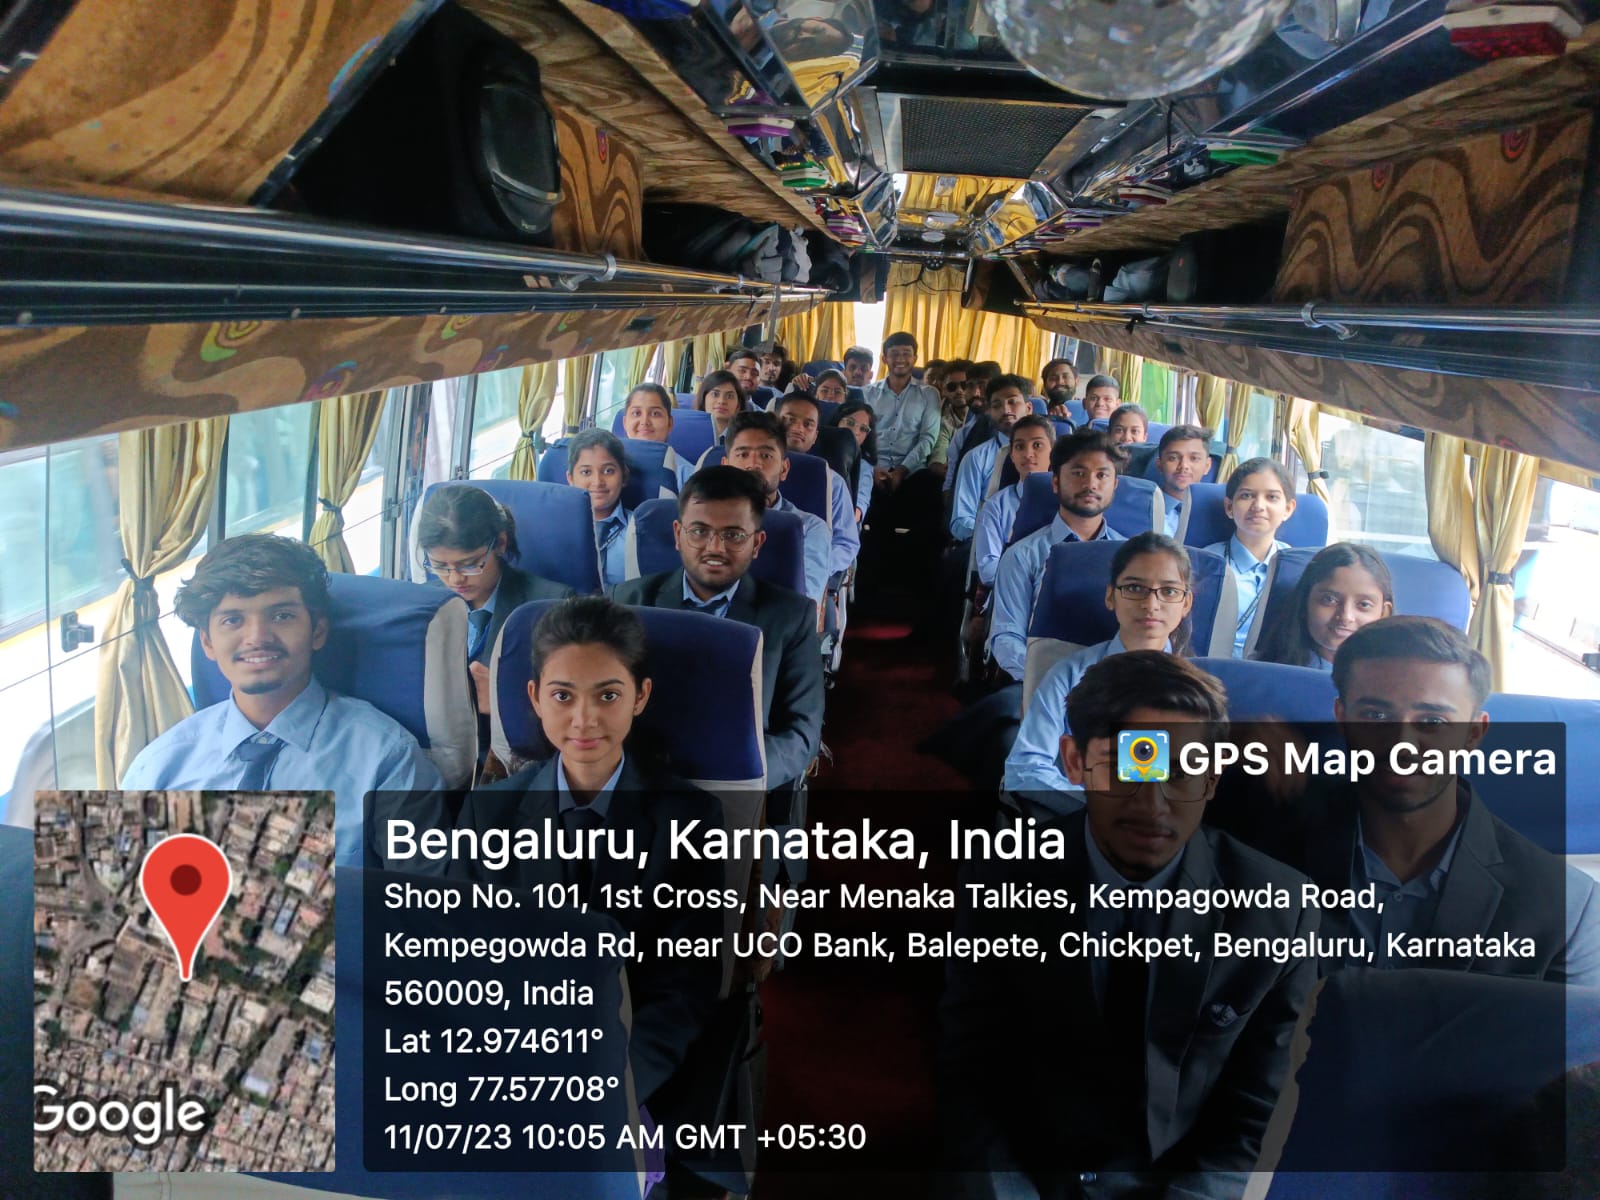 GPS Map Camera
Bengaluru, Karnataka, India
Shop No. 101, 1st Cross, Near Menaka Talkies, Kempagowda Road,
Kempegowda Rd, near UCO Bank, Balepete, Chickpet, Bengaluru, Karnataka
560009, India
Lat 12.974611°
Long 77.57708°
11/07/23 10:05 AM GMT +05:30
Google